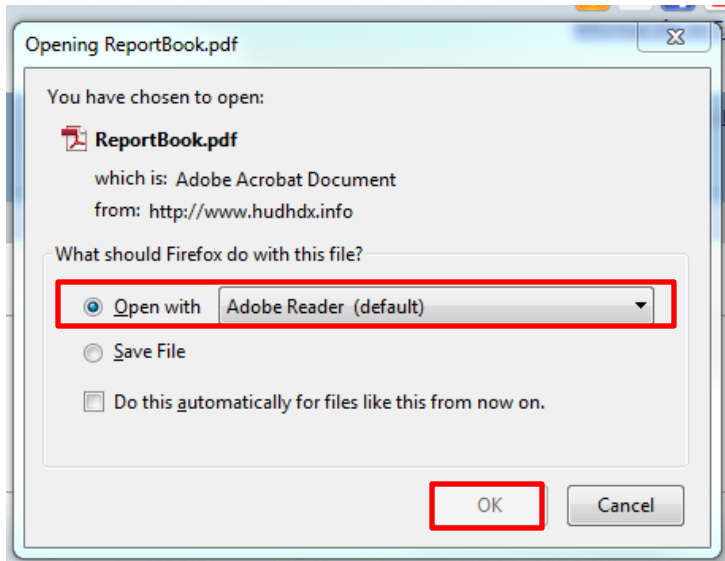 Opening ReportBook.pdf
You have chosen to open:
ReportBook.pdf
which is: Adobe Acrobat Document
from: http://www.hudhdx.info
What should Firefox do with this file?
Open with Adobe Reader (default)
Save File
Do this automatically for files like this from now on.
OK Cancel